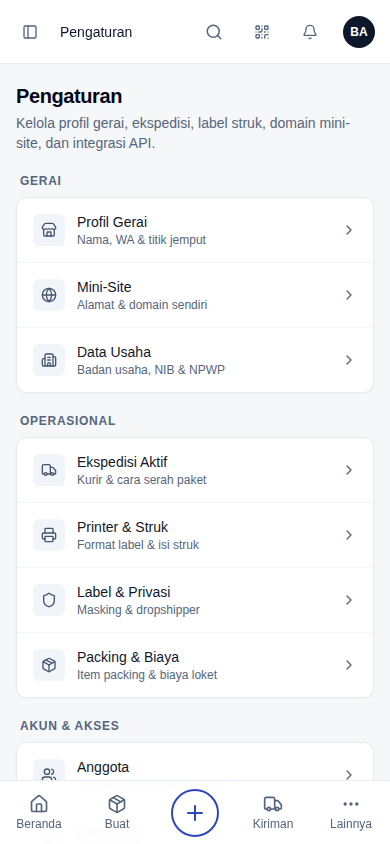 Pengaturan
BA
Pengaturan
Kelola profil gerai, ekspedisi, label struk, domain mini-
site, dan integrasi API.
GERAI
Profil Gerai
Nama, WA & titik jemput
Mini-Site
Alamat & domain sendiri
Data Usaha
Badan usaha, NIB & NPWP
OPERASIONAL
Ekspedisi Aktif
Kurir & cara serah paket
Printer & Struk
Format label & isi struk
Label & Privasi
Masking & dropshipper
Packing & Biaya
Item packing & biaya loket
AKUN & AKSES
Anggota
Beranda
Buat
Kiriman
Lainnya